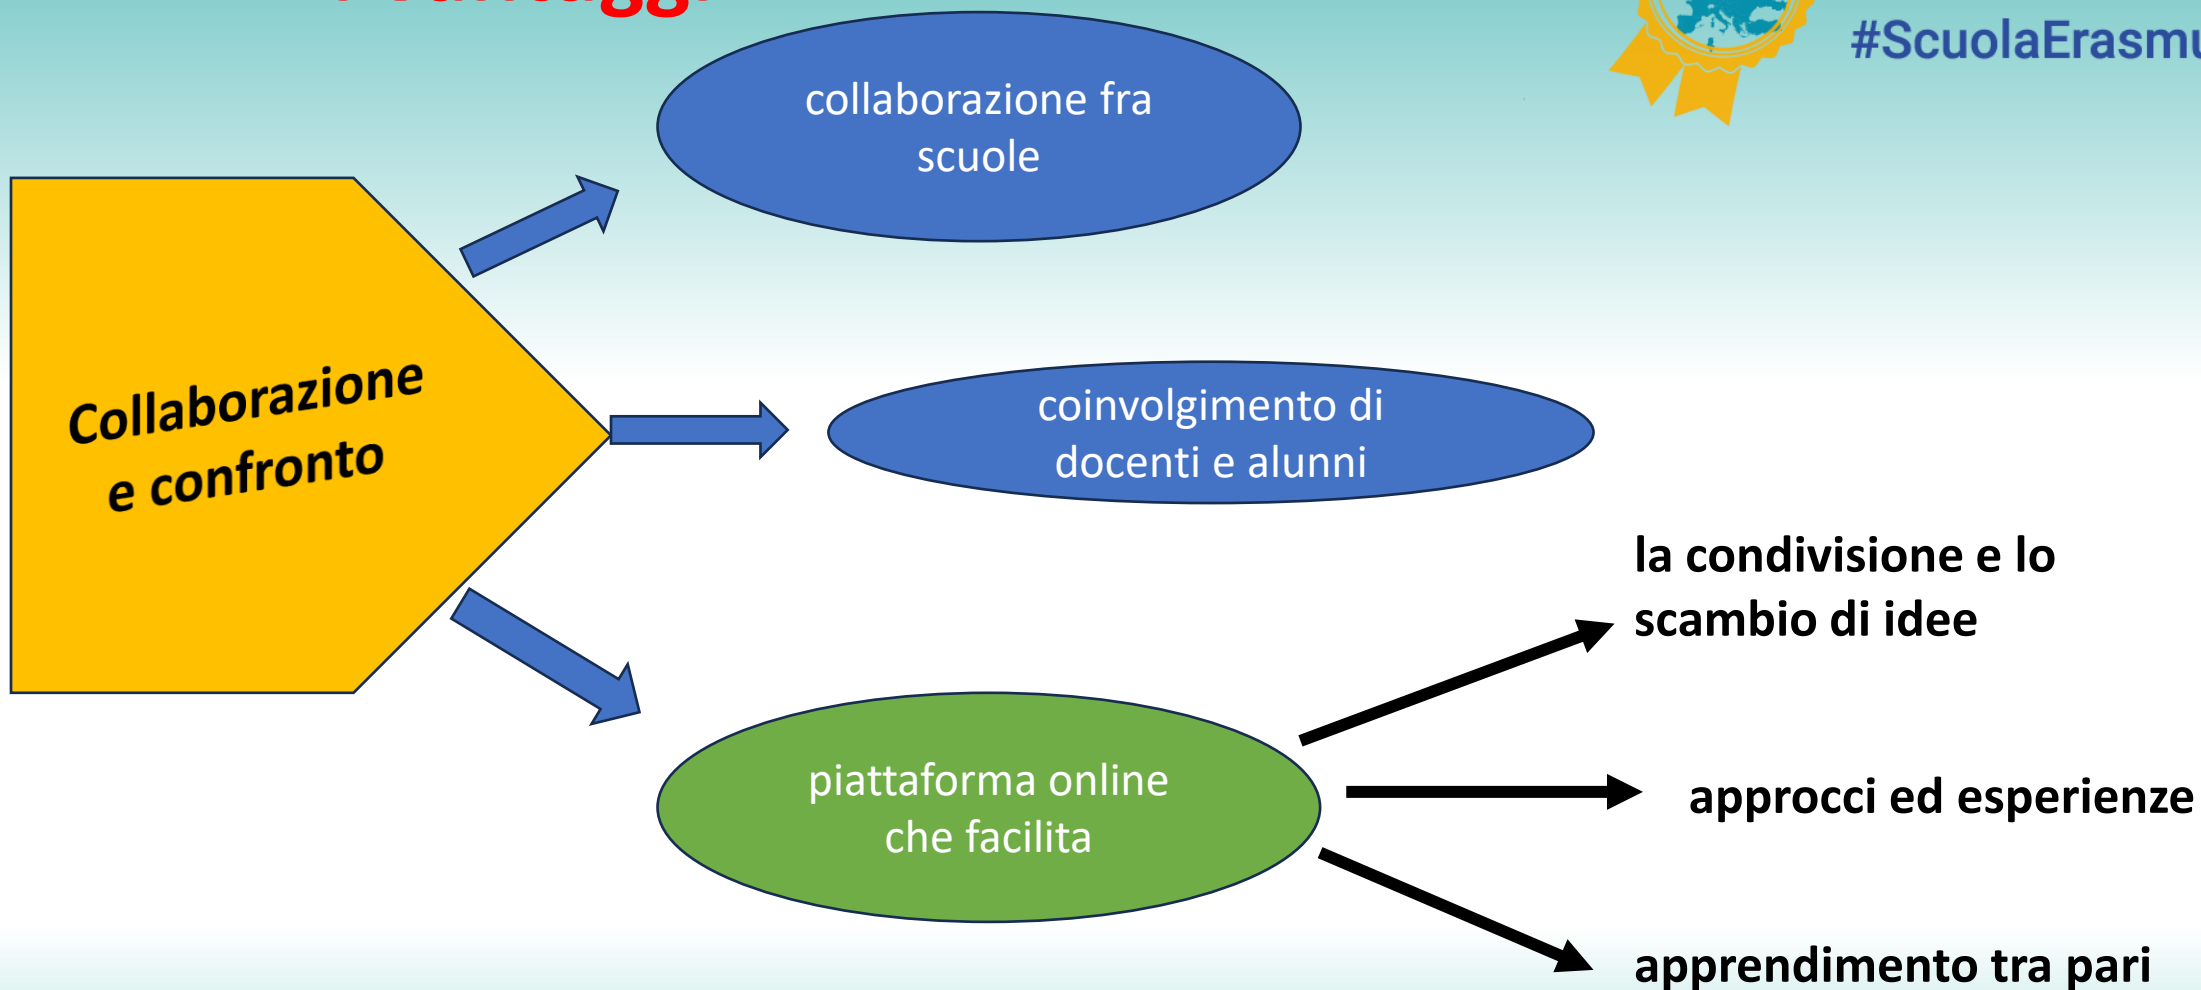 #ScuolaErasmu
collaborazione fra
scuole
Collaborazione
e confronto
coinvolgimento di
docenti e alunni
piattaforma online
che facilita
la condivisione e lo
scambio di idee
approcci ed esperienze
apprendimento tra pari